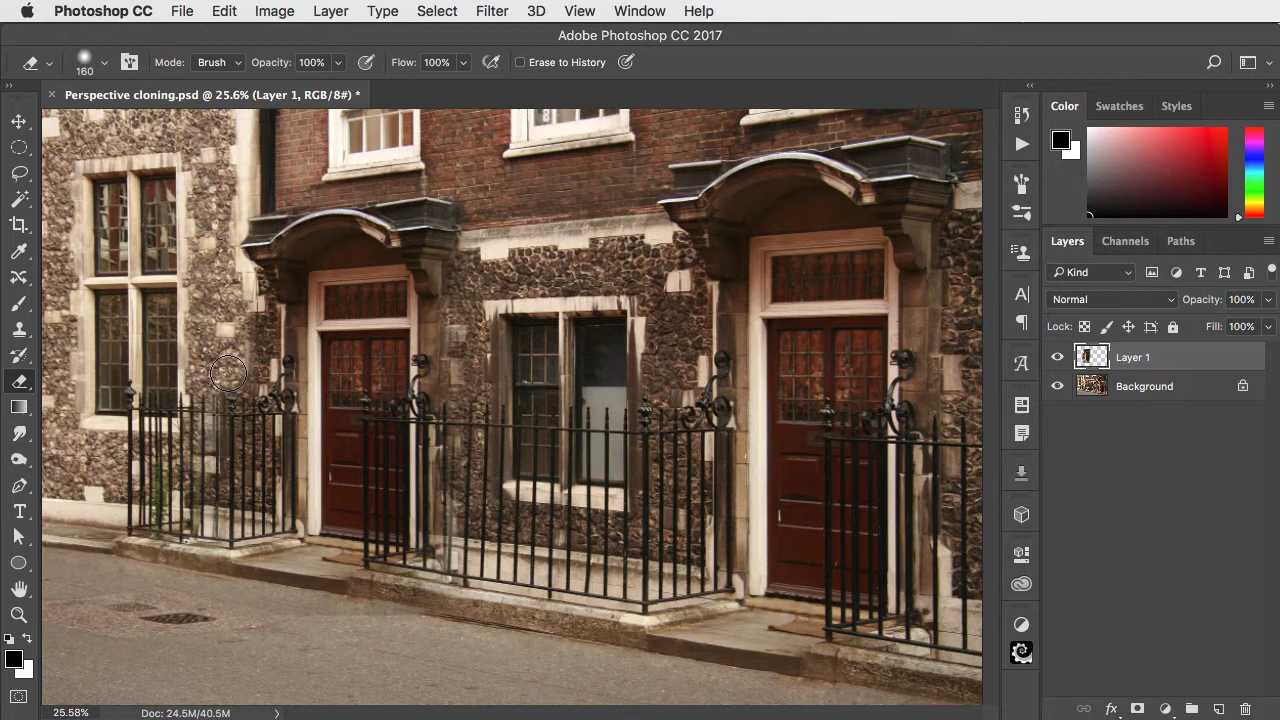 Photoshop CC File Edit Image Layer Type Select Filter 3D View Window Help
Adobe Photoshop CC 2017
160 Mode: Brush Opacity: 100% Flow: 100% Erase to History
× Perspective cloning.psd @ 25.6% (Layer 1, RGB/8#) *
Color Swatches Styles
Layers Channels Paths
Kind
Normal Opacity: 100%
Lock: Fill: 100%
Layer 1
Background
25.58% Doc: 24.5M/40.5M